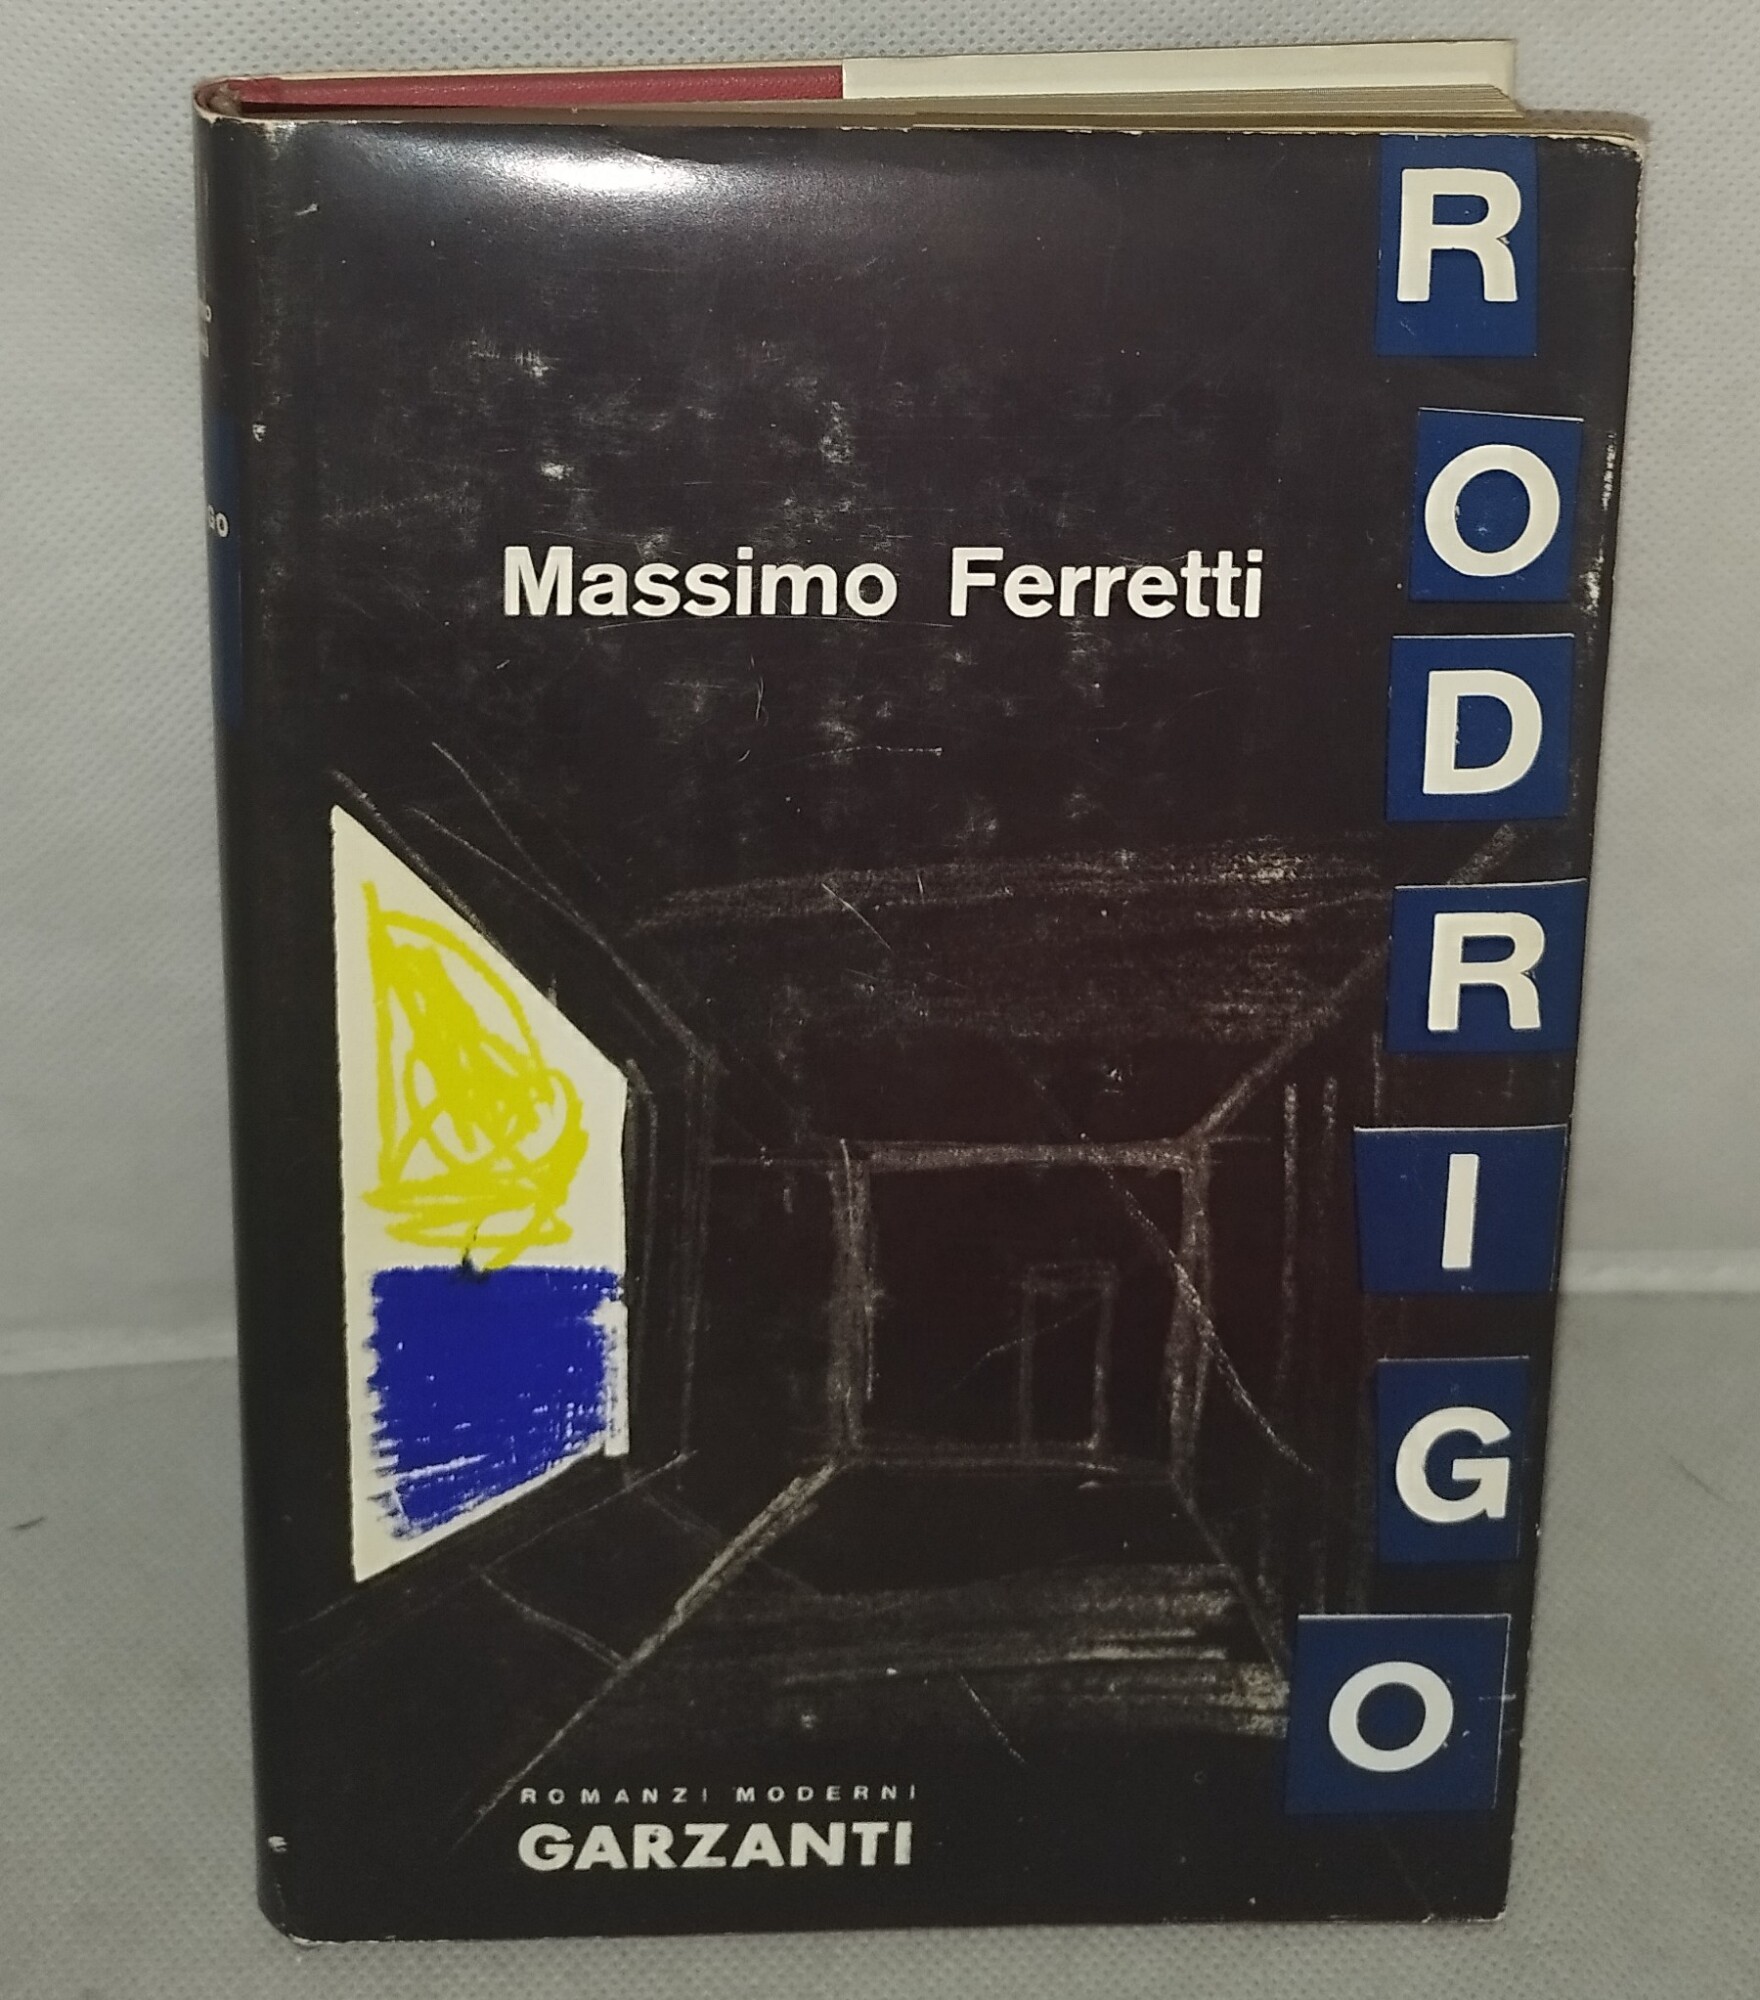 RODRIGO
Massimo Ferretti
ROMANZI MODERNI
GARZANTI